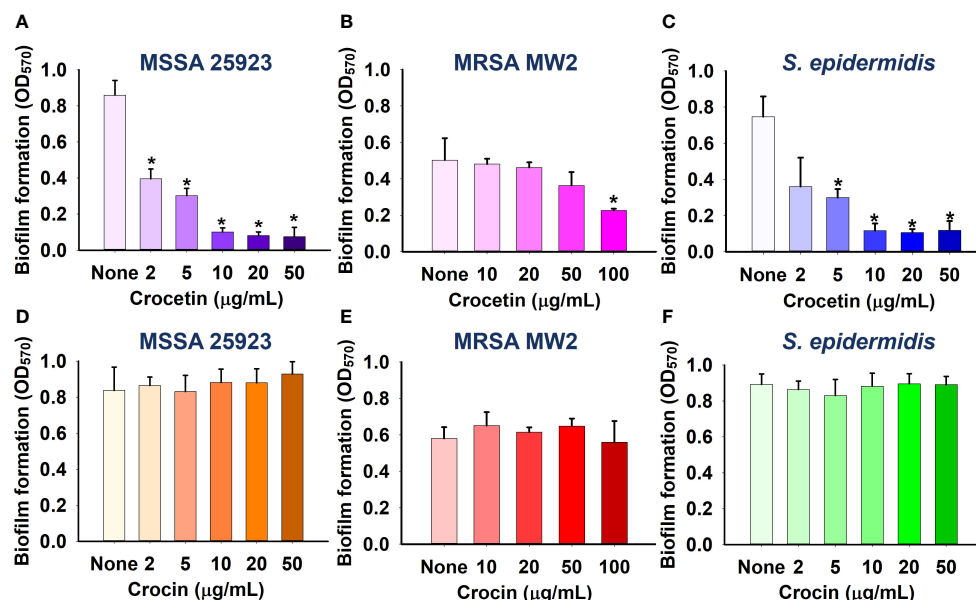 A
MSSA 25923
Biofilm formation (OD570)
1.0
0.8
0.6
0.4
0.2
0.0
* * * * *
None 2 5 10 20 50
Crocetin (μg/mL)
B
MRSA MW2
Biofilm formation (OD570)
1.0
0.8
0.6
0.4
0.2
0.0
*
None 10 20 50 100
Crocetin (μg/mL)
C
S. epidermidis
Biofilm formation (OD570)
1.0
0.8
0.6
0.4
0.2
0.0
* * * *
None 2 5 10 20 50
Crocetin (μg/mL)
D
MSSA 25923
Biofilm formation (OD570)
1.0
0.8
0.6
0.4
0.2
0.0
None 2 5 10 20 50
Crocin (μg/mL)
E
MRSA MW2
Biofilm formation (OD570)
1.0
0.8
0.6
0.4
0.2
0.0
None 10 20 50 100
Crocin (μg/mL)
F
S. epidermidis
Biofilm formation (OD570)
1.0
0.8
0.6
0.4
0.2
0.0
None 2 5 10 20 50
Crocin (μg/mL)